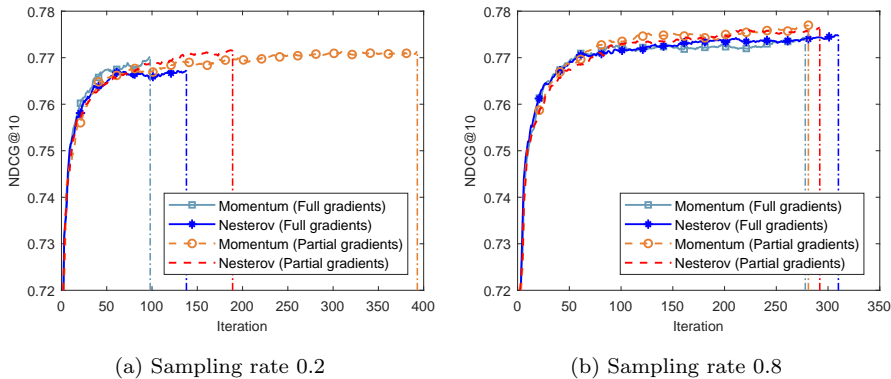 0.78
0.77
0.76
0.75
0.74
0.73
0.72
NDCG@10
0 50 100 150 200 250 300 350 400
Iteration
Momentum (Full gradients)
Nesterov (Full gradients)
Momentum (Partial gradients)
Nesterov (Partial gradients)
(a) Sampling rate 0.2
0.78
0.77
0.76
0.75
0.74
0.73
0.72
NDCG@10
0 50 100 150 200 250 300 350
Iteration
Momentum (Full gradients)
Nesterov (Full gradients)
Momentum (Partial gradients)
Nesterov (Partial gradients)
(b) Sampling rate 0.8